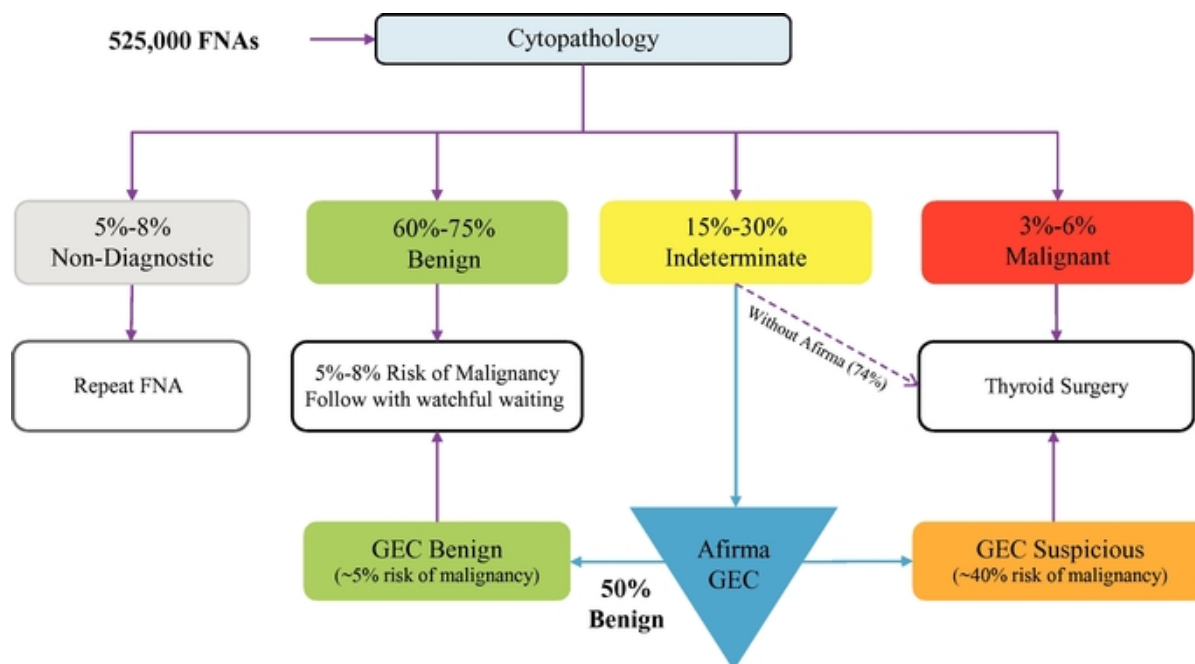 525,000 FNAs
Cytopathology
5%-8%
Non-Diagnostic
60%-75%
Benign
15%-30%
Indeterminate
3%-6%
Malignant
Without Afirma (74%)
Repeat FNA
5%-8% Risk of Malignancy
Follow with watchful waiting
Thyroid Surgery
GEC Benign
(~5% risk of malignancy)
50%
Benign
Afirma
GEC
GEC Suspicious
(~40% risk of malignancy)